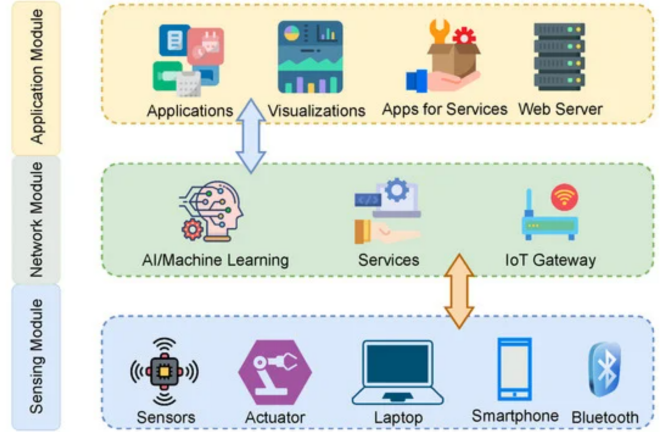 Application Module
Applications
Visualizations
Apps for Services
Web Server
Network Module
</>
AI/Machine Learning
Services
IoT Gateway
Sensing Module
Sensors
Actuator
Laptop
Smartphone
Bluetooth